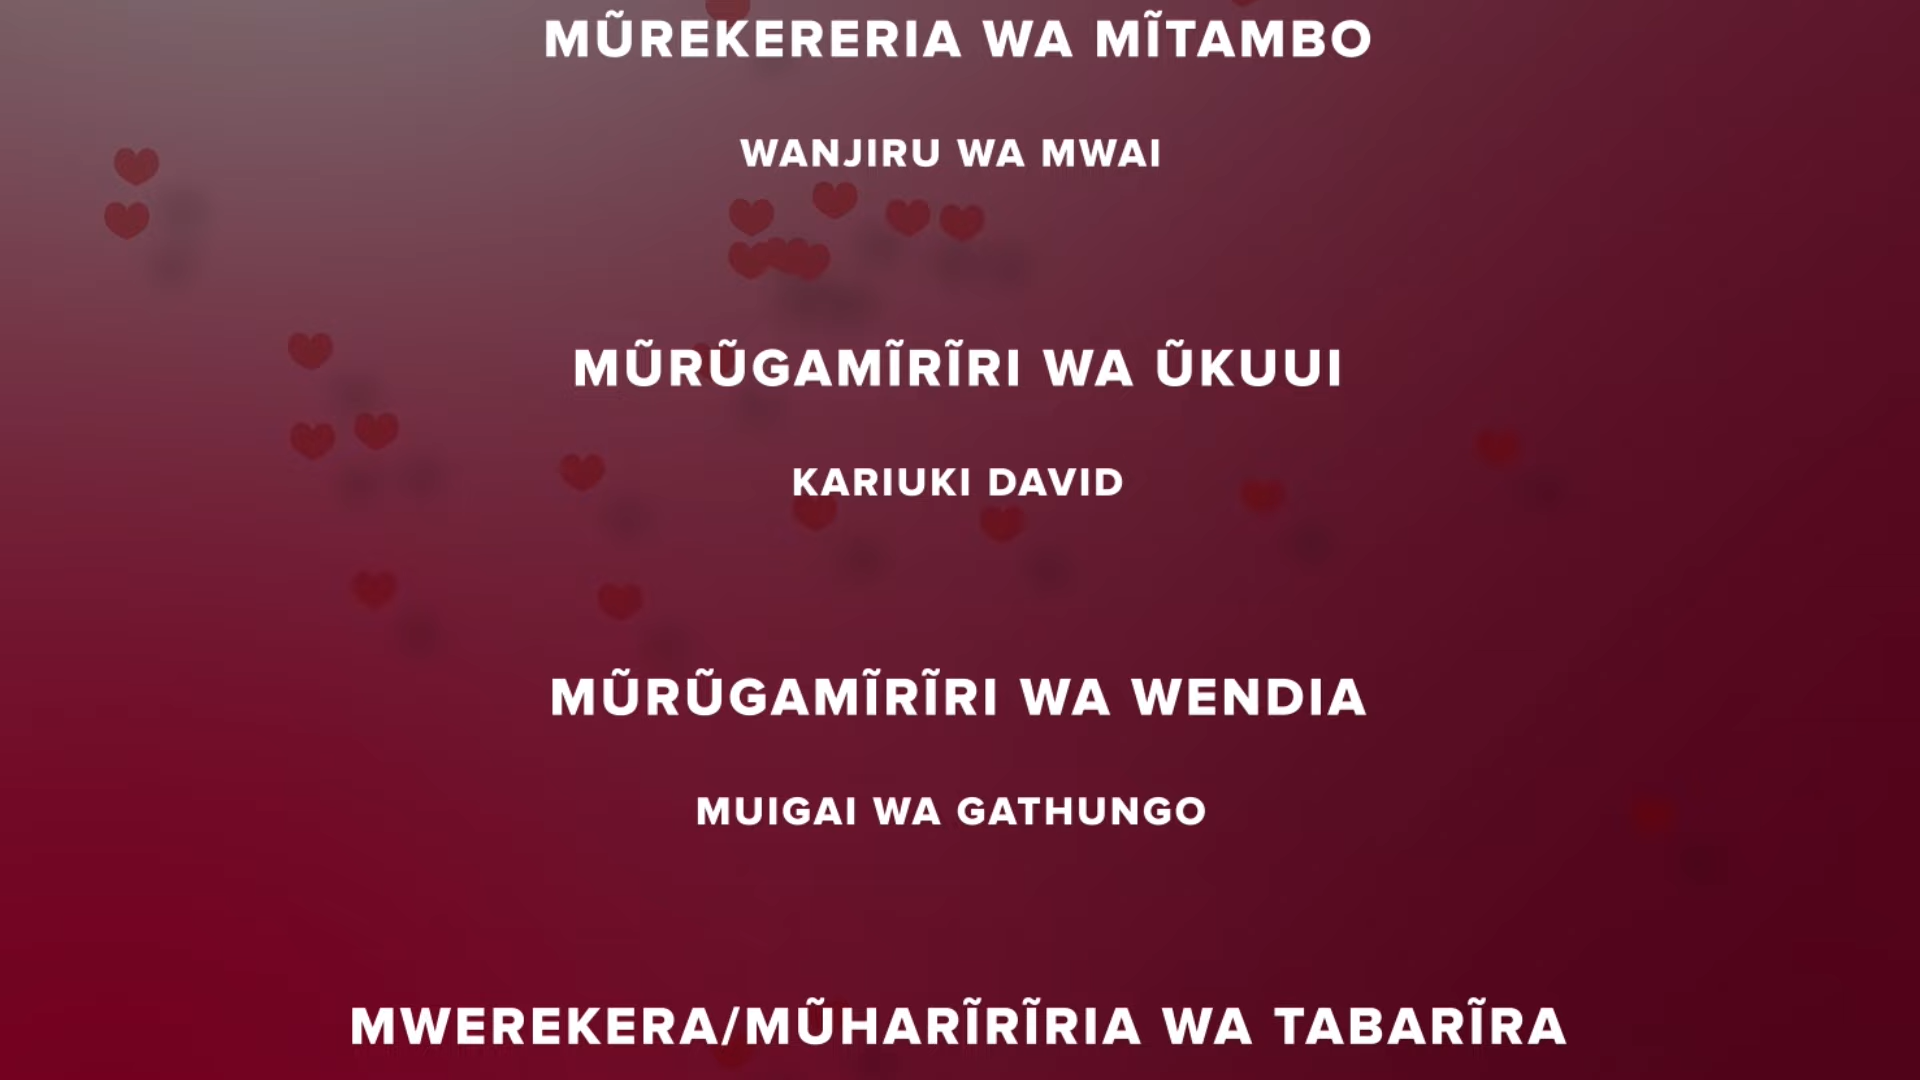 MŨREKERERIA WA MĨTAMBO
WANJIRU WA MWAI
MŨRŨGAMĨRĨRI WA ŨKUUI
KARIUKI DAVID
MŨRŨGAMĨRĨRI WA WENDIA
MUIGAI WA GATHUNGO
MWEREKERA/MŨHARĨRĨRIA WA TABARĨRA